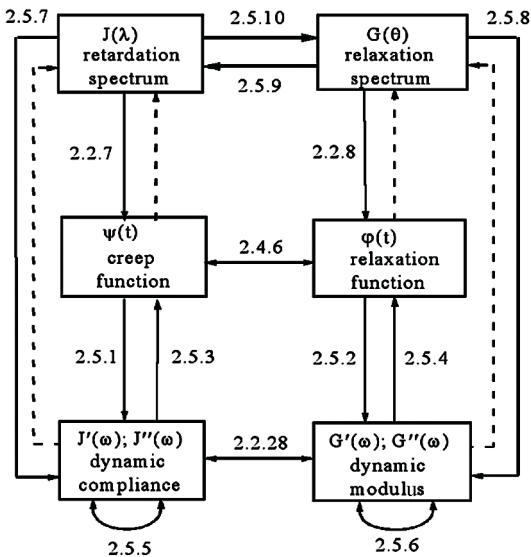 2.5.7
J(λ)
retardation
spectrum
2.5.10
2.5.9
G(θ)
relaxation
spectrum
2.5.8
2.2.7
2.2.8
ψ(t)
creep
function
2.4.6
φ(t)
relaxation
function
2.5.1
2.5.3
2.5.2
2.5.4
J′(ω); J″(ω)
dynamic
compliance
2.2.28
G′(ω); G″(ω)
dynamic
modulus
2.5.5
2.5.6